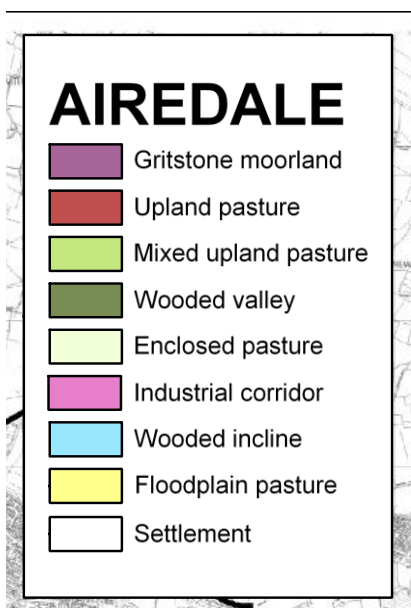 AIREDALE
Gritstone moorland
Upland pasture
Mixed upland pasture
Wooded valley
Enclosed pasture
Industrial corridor
Wooded incline
Floodplain pasture
Settlement